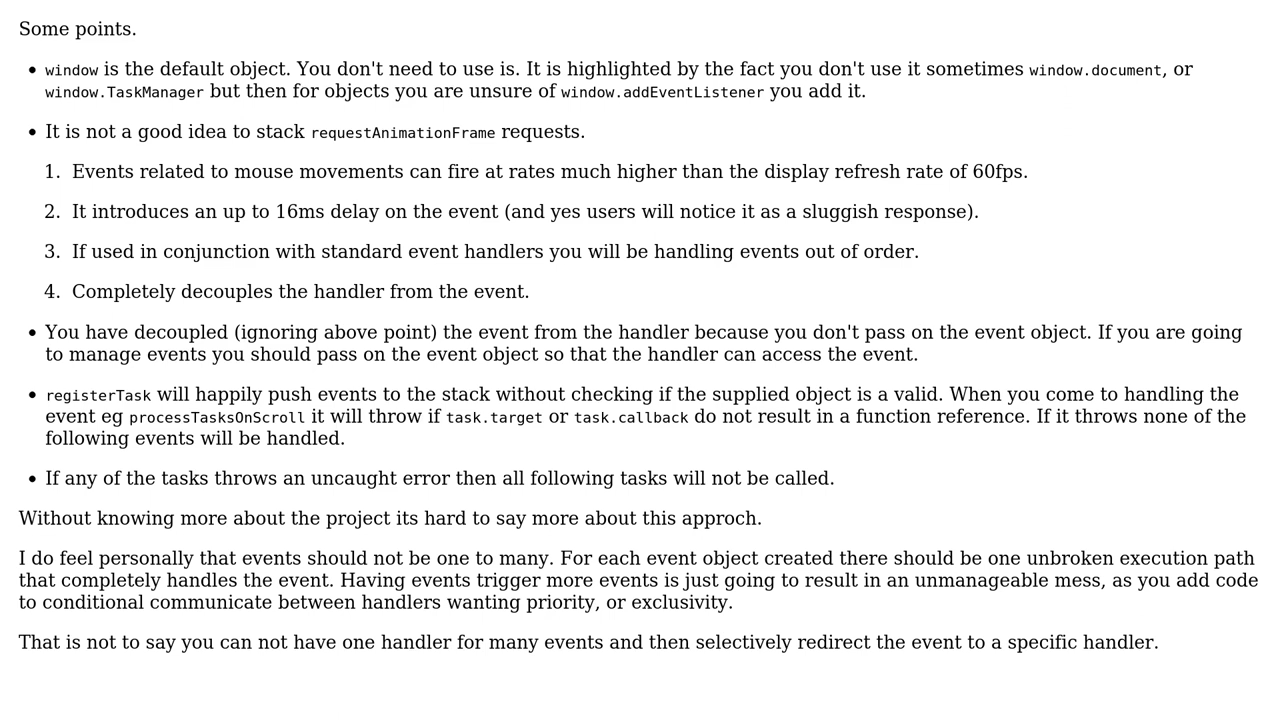 Some points.
• window is the default object. You don't need to use is. It is highlighted by the fact you don't use it sometimes window.document, or
window.TaskManager but then for objects you are unsure of window.addEventListener you add it.
• It is not a good idea to stack requestAnimationFrame requests.
1. Events related to mouse movements can fire at rates much higher than the display refresh rate of 60fps.
2. It introduces an up to 16ms delay on the event (and yes users will notice it as a sluggish response).
3. If used in conjunction with standard event handlers you will be handling events out of order.
4. Completely decouples the handler from the event.
• You have decoupled (ignoring above point) the event from the handler because you don't pass on the event object. If you are going
to manage events you should pass on the event object so that the handler can access the event.
• registerTask will happily push events to the stack without checking if the supplied object is a valid. When you come to handling the
event eg processTasksOnScroll it will throw if task.target or task.callback do not result in a function reference. If it throws none of the
following events will be handled.
• If any of the tasks throws an uncaught error then all following tasks will not be called.
Without knowing more about the project its hard to say more about this approch.
I do feel personally that events should not be one to many. For each event object created there should be one unbroken execution path
that completely handles the event. Having events trigger more events is just going to result in an unmanageable mess, as you add code
to conditional communicate between handlers wanting priority, or exclusivity.
That is not to say you can not have one handler for many events and then selectively redirect the event to a specific handler.